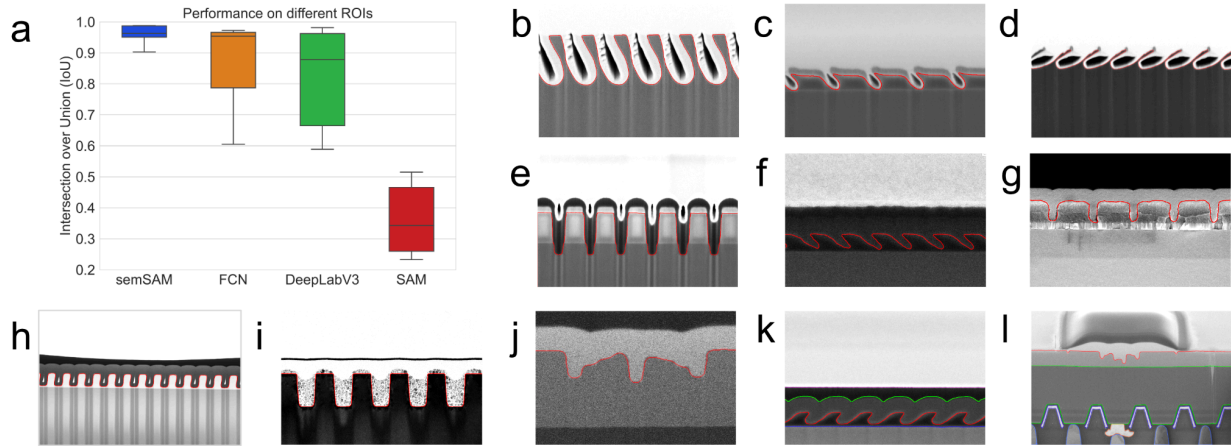 a
Performance on different ROIs
Intersection over Union (IoU)
1.0
0.9
0.8
0.7
0.6
0.5
0.4
0.3
0.2
semSAM FCN DeepLabV3 SAM
b
c
d
e
f
g
h
i
j
k
l